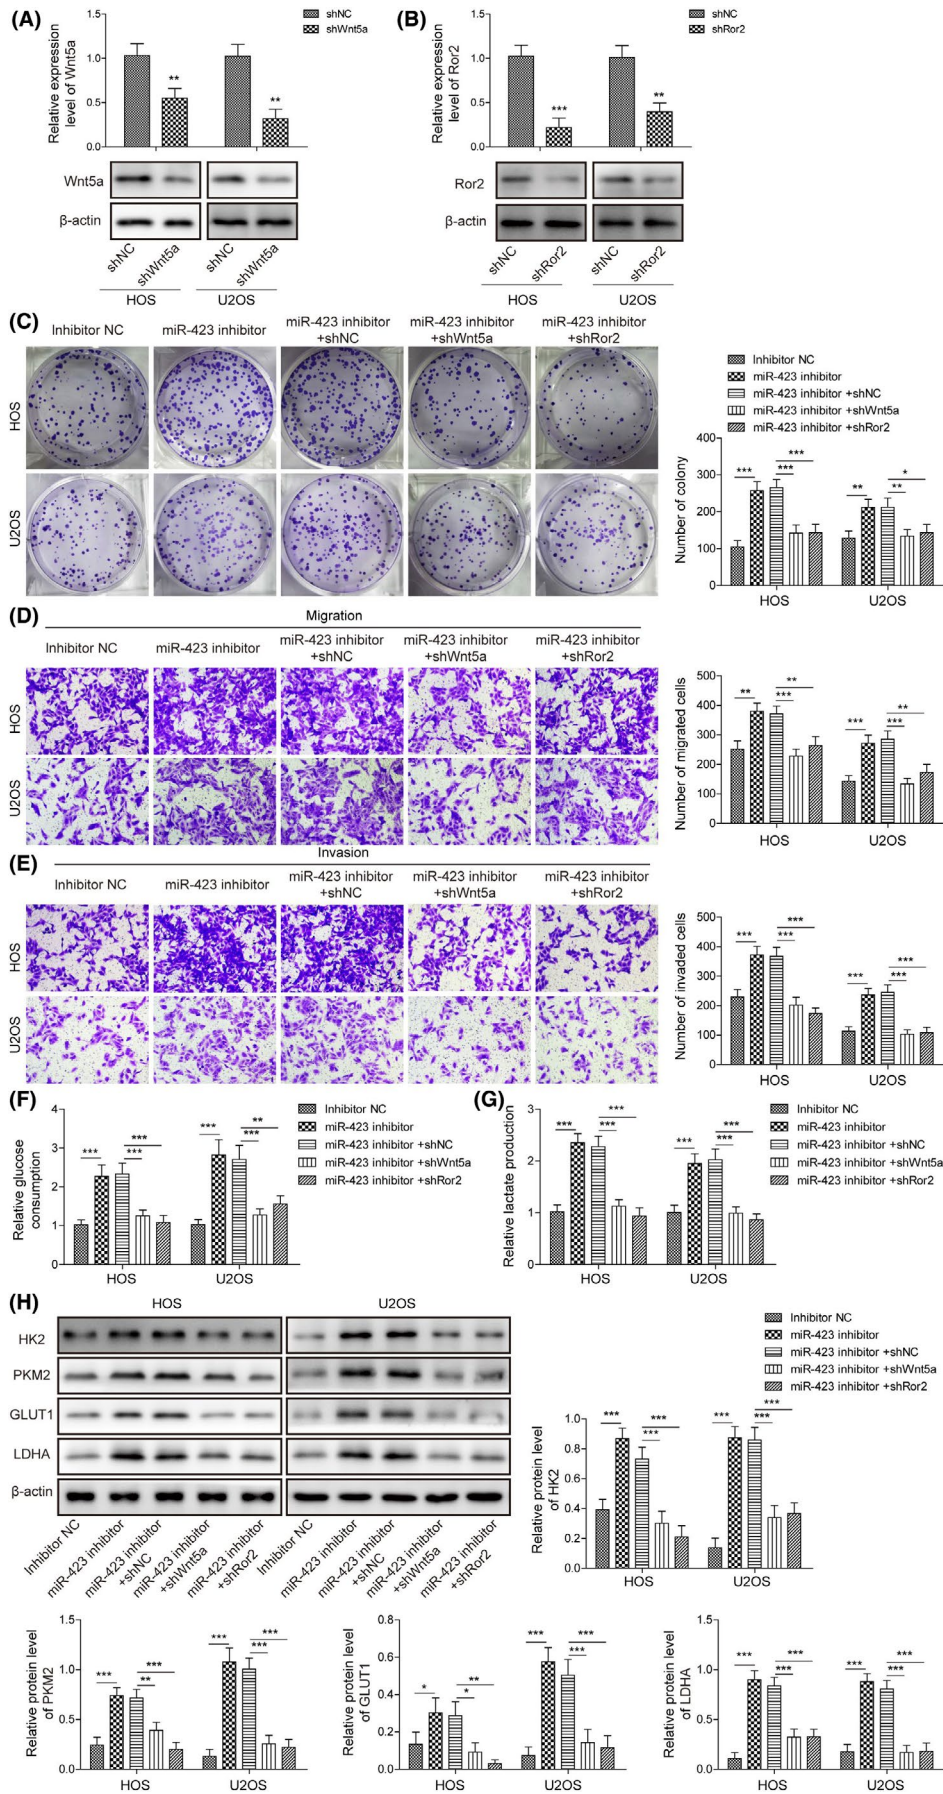 (A)
Relative expression
level of Wnt5a
1.5
1.0
0.5
0.0
**
**
shNC
shWnt5a
Wnt5a
β-actin
shNC
shWnt5a
shNC
shWnt5a
HOS
U2OS
(B)
Relative expression
level of Ror2
1.5
1.0
0.5
0.0
***
**
shNC
shRor2
Ror2
β-actin
shNC
shRor2
shNC
shRor2
HOS
U2OS
(C)
Inhibitor NC
miR-423 inhibitor
miR-423 inhibitor
+shNC
miR-423 inhibitor
+shWnt5a
miR-423 inhibitor
+shRor2
HOS
U2OS
Inhibitor NC
miR-423 inhibitor
miR-423 inhibitor +shNC
miR-423 inhibitor +shWnt5a
miR-423 inhibitor +shRor2
Number of colony
400
300
200
100
0
***
***
***
**
**
*
HOS
U2OS
(D)
Migration
Inhibitor NC
miR-423 inhibitor
miR-423 inhibitor
+shNC
miR-423 inhibitor
+shWnt5a
miR-423 inhibitor
+shRor2
HOS
U2OS
Number of migrated cells
500
400
300
200
100
0
**
***
**
***
***
**
HOS
U2OS
(E)
Invasion
Inhibitor NC
miR-423 inhibitor
miR-423 inhibitor
+shNC
miR-423 inhibitor
+shWnt5a
miR-423 inhibitor
+shRor2
HOS
U2OS
Number of invaded cells
500
400
300
200
100
0
***
***
***
***
***
***
HOS
U2OS
(F)
Relative glucose
consumption
4
3
2
1
0
***
***
***
***
***
**
HOS
U2OS
Inhibitor NC
miR-423 inhibitor
miR-423 inhibitor +shNC
miR-423 inhibitor +shWnt5a
miR-423 inhibitor +shRor2
(G)
Relative lactate production
3
2
1
0
***
***
***
***
***
***
HOS
U2OS
Inhibitor NC
miR-423 inhibitor
miR-423 inhibitor +shNC
miR-423 inhibitor +shWnt5a
miR-423 inhibitor +shRor2
(H)
HOS
U2OS
HK2
PKM2
GLUT1
LDHA
β-actin
Inhibitor NC
miR-423 inhibitor
miR-423 inhibitor
+shNC
miR-423 inhibitor
+shWnt5a
miR-423 inhibitor
+shRor2
Inhibitor NC
miR-423 inhibitor
miR-423 inhibitor
+shNC
miR-423 inhibitor
+shWnt5a
miR-423 inhibitor
+shRor2
Inhibitor NC
miR-423 inhibitor
miR-423 inhibitor +shNC
miR-423 inhibitor +shWnt5a
miR-423 inhibitor +shRor2
Relative protein level
of HK2
1.0
0.8
0.6
0.4
0.2
0.0
***
***
***
***
***
***
HOS
U2OS
Relative protein level
of PKM2
1.5
1.0
0.5
0.0
***
**
***
***
***
***
HOS
U2OS
Relative protein level
of GLUT1
0.8
0.6
0.4
0.2
0.0
*
*
**
***
***
***
HOS
U2OS
Relative protein level
of LDHA
1.5
1.0
0.5
0.0
***
***
***
***
***
***
HOS
U2OS